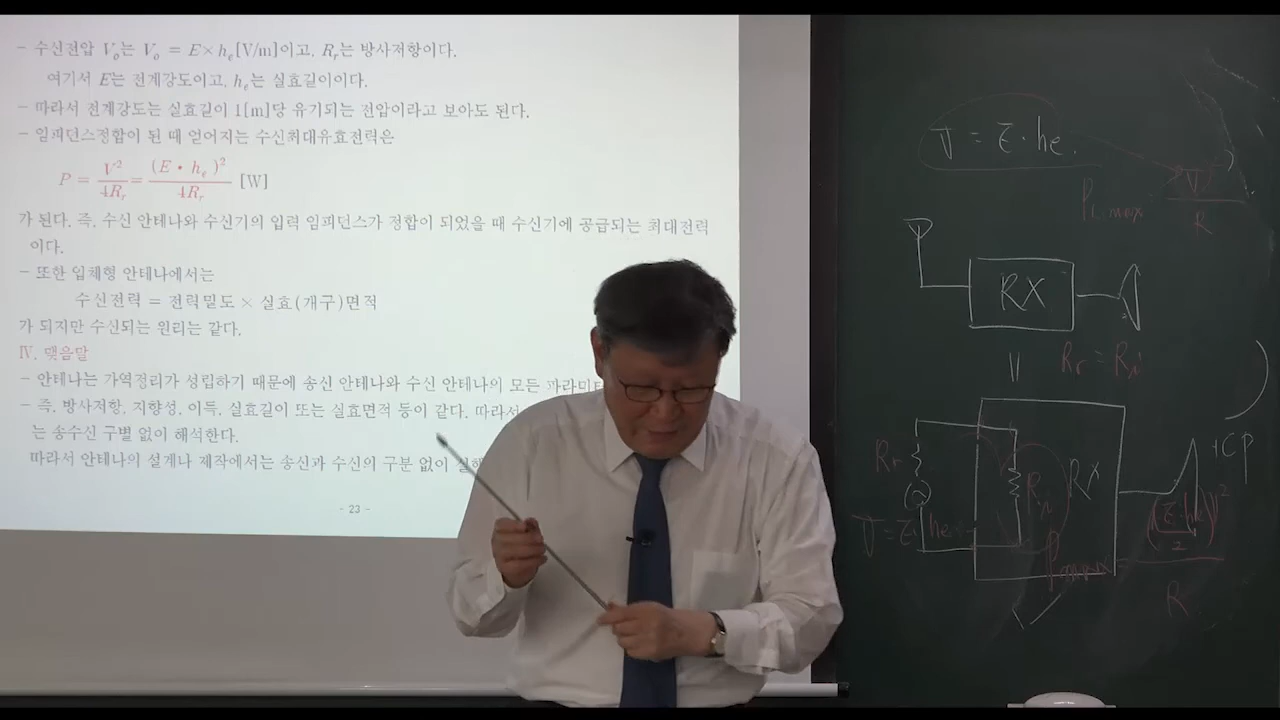 - 수신전압 V₀는 V₀ = E×hₑ[V/m]이고, Rᵣ는 방사저항이다.
여기서 E는 전계강도이고, hₑ는 실효길이이다.
- 따라서 전계강도는 실효길이 1[m]당 유기되는 전압이라고 보아도 된다.
- 임피던스정합이 된 때 얻어지는 수신최대유효전력은
P = V²/4Rᵣ = (E・hₑ)²/4Rᵣ [W]
가 된다. 즉, 수신 안테나와 수신기의 입력 임피던스가 정합이 되었을 때 수신기에 공급되는 최대전력
이다.
- 또한 입체형 안테나에서는
수신전력 = 전력밀도 × 실효(개구)면적
가 되지만 수신되는 원리는 같다.
Ⅳ. 맺음말
- 안테나는 가역정리가 성립하기 때문에 송신 안테나와 수신 안테나의 모든 파라미터
- 즉, 방사저항, 지향성, 이득, 실효길이 또는 실효면적 등이 같다. 따라서
는 송수신 구별 없이 해석한다.
따라서 안테나의 설계나 제작에서는 송신과 수신의 구분 없이
- 23 -
V = E・he.
R
RX
Rᵣ = Rᵢ
Rᵣ
RX
V = E・he
(E・he/2)²
R